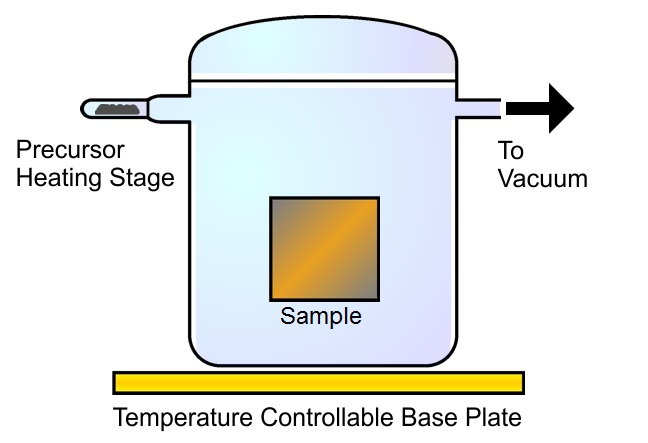 Precursor
Heating Stage
To
Vacuum
Sample
Temperature Controllable Base Plate